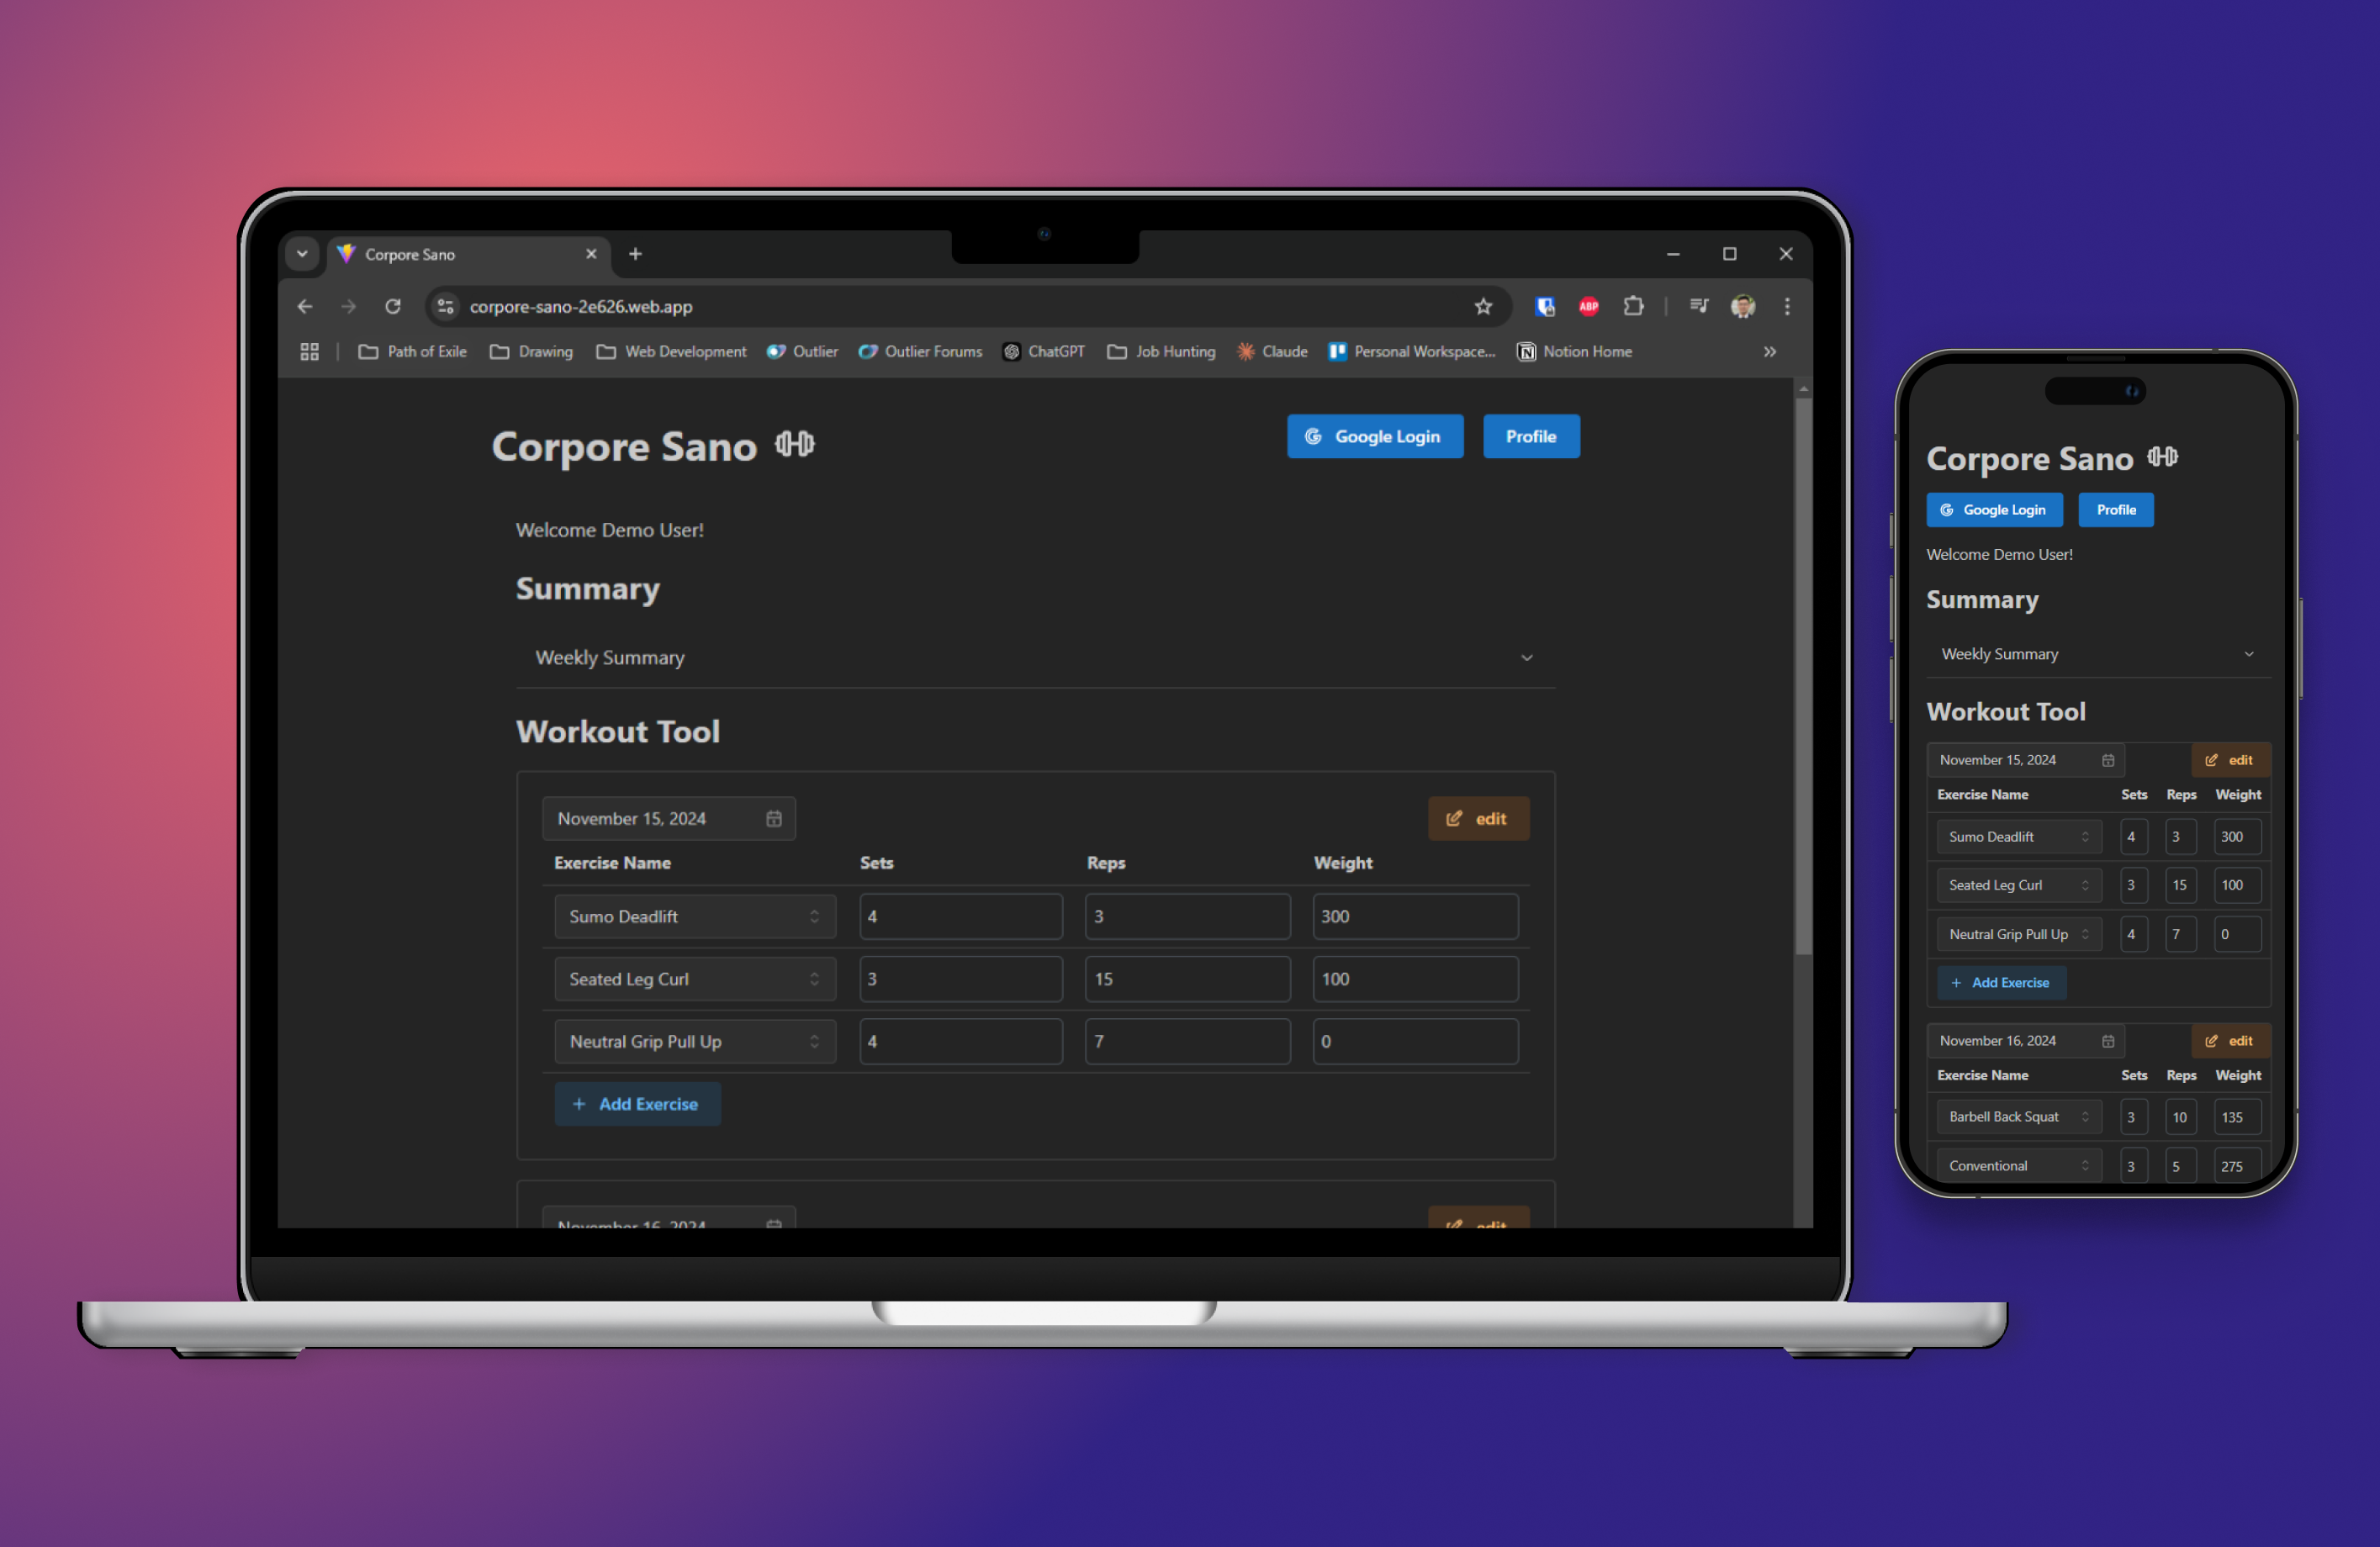 Corpore Sano
corpore-sano-2e626.web.app
ABP
Path of Exile Drawing Web Development Outlier Outlier Forums ChatGPT Job Hunting Claude Personal Workspace... Notion Home
Corpore Sano
Google Login Profile
Welcome Demo User!
Summary
Weekly Summary
Workout Tool
November 15, 2024 edit
Exercise Name Sets Reps Weight
Sumo Deadlift 4 3 300
Seated Leg Curl 3 15 100
Neutral Grip Pull Up 4 7 0
+ Add Exercise
November 16, 2024 edit
Corpore Sano
Google Login Profile
Welcome Demo User!
Summary
Weekly Summary
Workout Tool
November 15, 2024 edit
Exercise Name Sets Reps Weight
Sumo Deadlift 4 3 300
Seated Leg Curl 3 15 100
Neutral Grip Pull Up 4 7 0
+ Add Exercise
November 16, 2024 edit
Exercise Name Sets Reps Weight
Barbell Back Squat 3 10 135
Conventional 3 5 275